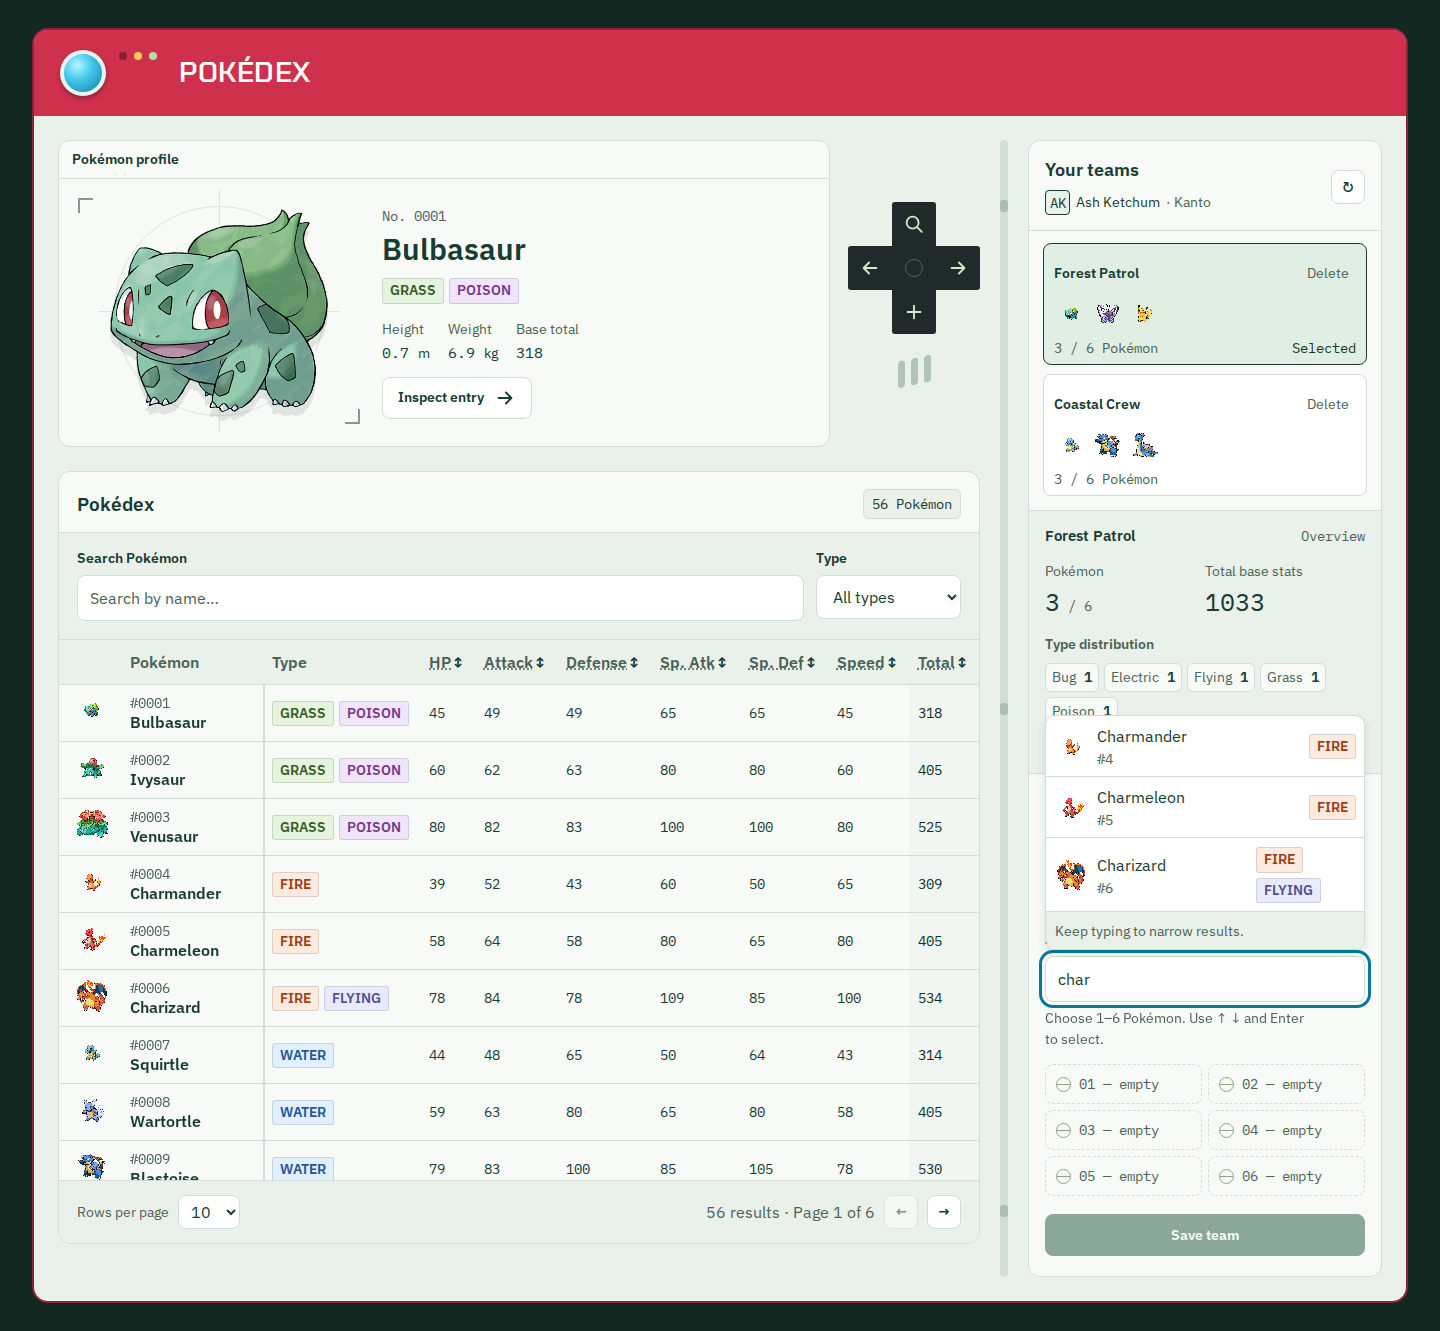 POKÉDEX
Pokémon profile
No. 0001
Bulbasaur
GRASS POISON
Height Weight Base total
0.7 m 6.9 kg 318
Inspect entry →
Pokédex
56 Pokémon
Search Pokémon
Type
Search by name...
All types
Pokémon Type HP Attack Defense Sp. Atk Sp. Def Speed Total
#0001
Bulbasaur
GRASS POISON 45 49 49 65 65 45 318
#0002
Ivysaur
GRASS POISON 60 62 63 80 80 60 405
#0003
Venusaur
GRASS POISON 80 82 83 100 100 80 525
#0004
Charmander
FIRE 39 52 43 60 50 65 309
#0005
Charmeleon
FIRE 58 64 58 80 65 80 405
#0006
Charizard
FIRE FLYING 78 84 78 109 85 100 534
#0007
Squirtle
WATER 44 48 65 50 64 43 314
#0008
Wartortle
WATER 59 63 80 65 80 58 405
#0009
Blastoise
WATER 79 83 100 85 105 78 530
Rows per page 10
56 results · Page 1 of 6 ← →
Your teams
AK Ash Ketchum · Kanto
Forest Patrol Delete
3 / 6 Pokémon Selected
Coastal Crew Delete
3 / 6 Pokémon
Forest Patrol Overview
Pokémon Total base stats
3 / 6 1033
Type distribution
Bug 1 Electric 1 Flying 1 Grass 1
Poison 1
Charmander
#4
FIRE
Charmeleon
#5
FIRE
Charizard
#6
FIRE
FLYING
Keep typing to narrow results.
char
Choose 1–6 Pokémon. Use ↑ ↓ and Enter
to select.
01 — empty 02 — empty
03 — empty 04 — empty
05 — empty 06 — empty
Save team